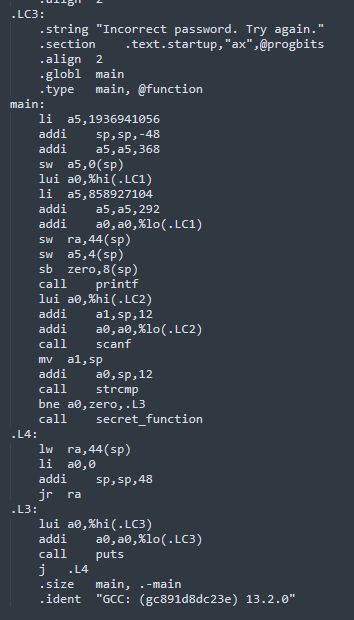 .align 2
.LC3:
.string "Incorrect password. Try again."
.section .text.startup,"ax",@progbits
.align 2
.globl main
.type main, @function
main:
li a5,1936941056
addi sp,sp,-48
addi a5,a5,368
sw a5,0(sp)
lui a0,%hi(.LC1)
li a5,858927104
addi a5,a5,292
addi a0,a0,%lo(.LC1)
sw ra,44(sp)
sw a5,4(sp)
sb zero,8(sp)
call printf
lui a0,%hi(.LC2)
addi a1,sp,12
addi a0,a0,%lo(.LC2)
call scanf
mv a1,sp
addi a0,sp,12
call strcmp
bne a0,zero,.L3
call secret_function
.L4:
lw ra,44(sp)
li a0,0
addi sp,sp,48
jr ra
.L3:
lui a0,%hi(.LC3)
addi a0,a0,%lo(.LC3)
call puts
j .L4
.size main, .-main
.ident "GCC: (gc891d8dc23e) 13.2.0"